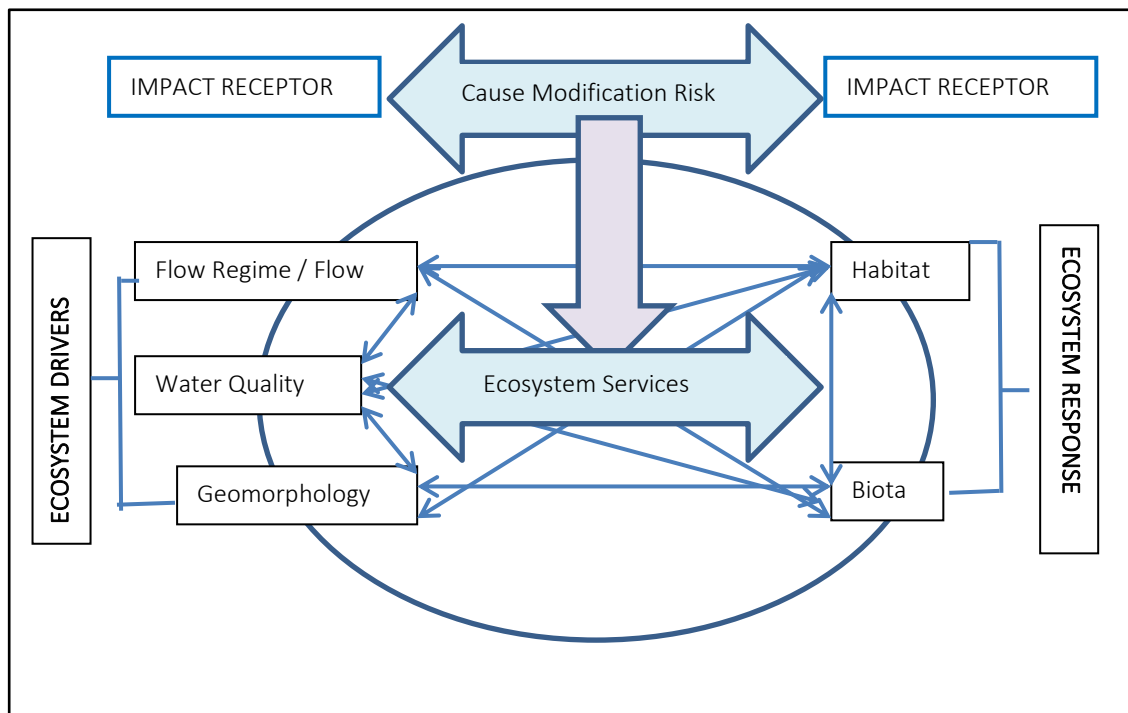 IMPACT RECEPTOR
Cause Modification Risk
IMPACT RECEPTOR
Flow Regime / Flow
Habitat
ECOSYSTEM DRIVERS
Water Quality
Ecosystem Services
ECOSYSTEM RESPONSE
Geomorphology
Biota